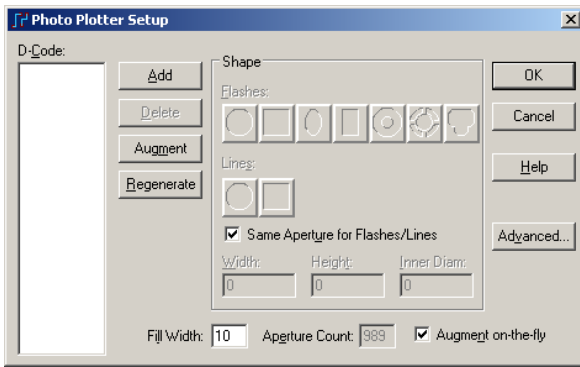 Photo Plotter Setup
D-Code:
Add
Delete
Augment
Regenerate
Shape
Flashes:
Lines:
Same Aperture for Flashes/Lines
Width: Height: Inner Diam:
0 0 0
OK
Cancel
Help
Advanced...
Fill Width: 10 Aperture Count: 989 Augment on-the-fly